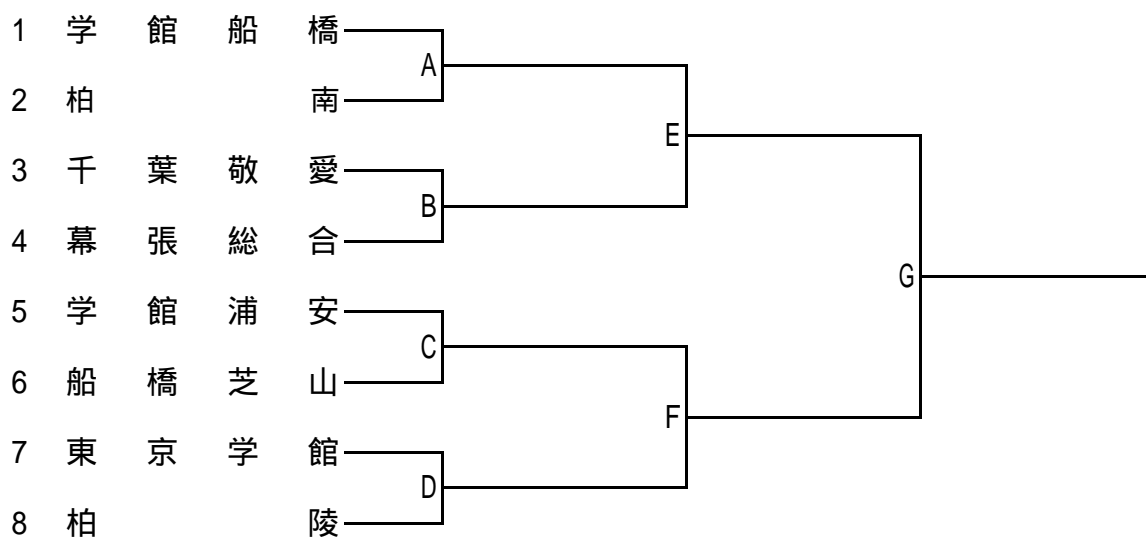 1 学館船橋
A
2 柏南
E
3 千葉敬愛
B
4 幕張総合
G
5 学館浦安
C
6 船橋芝山
F
7 東京学館
D
8 柏陵